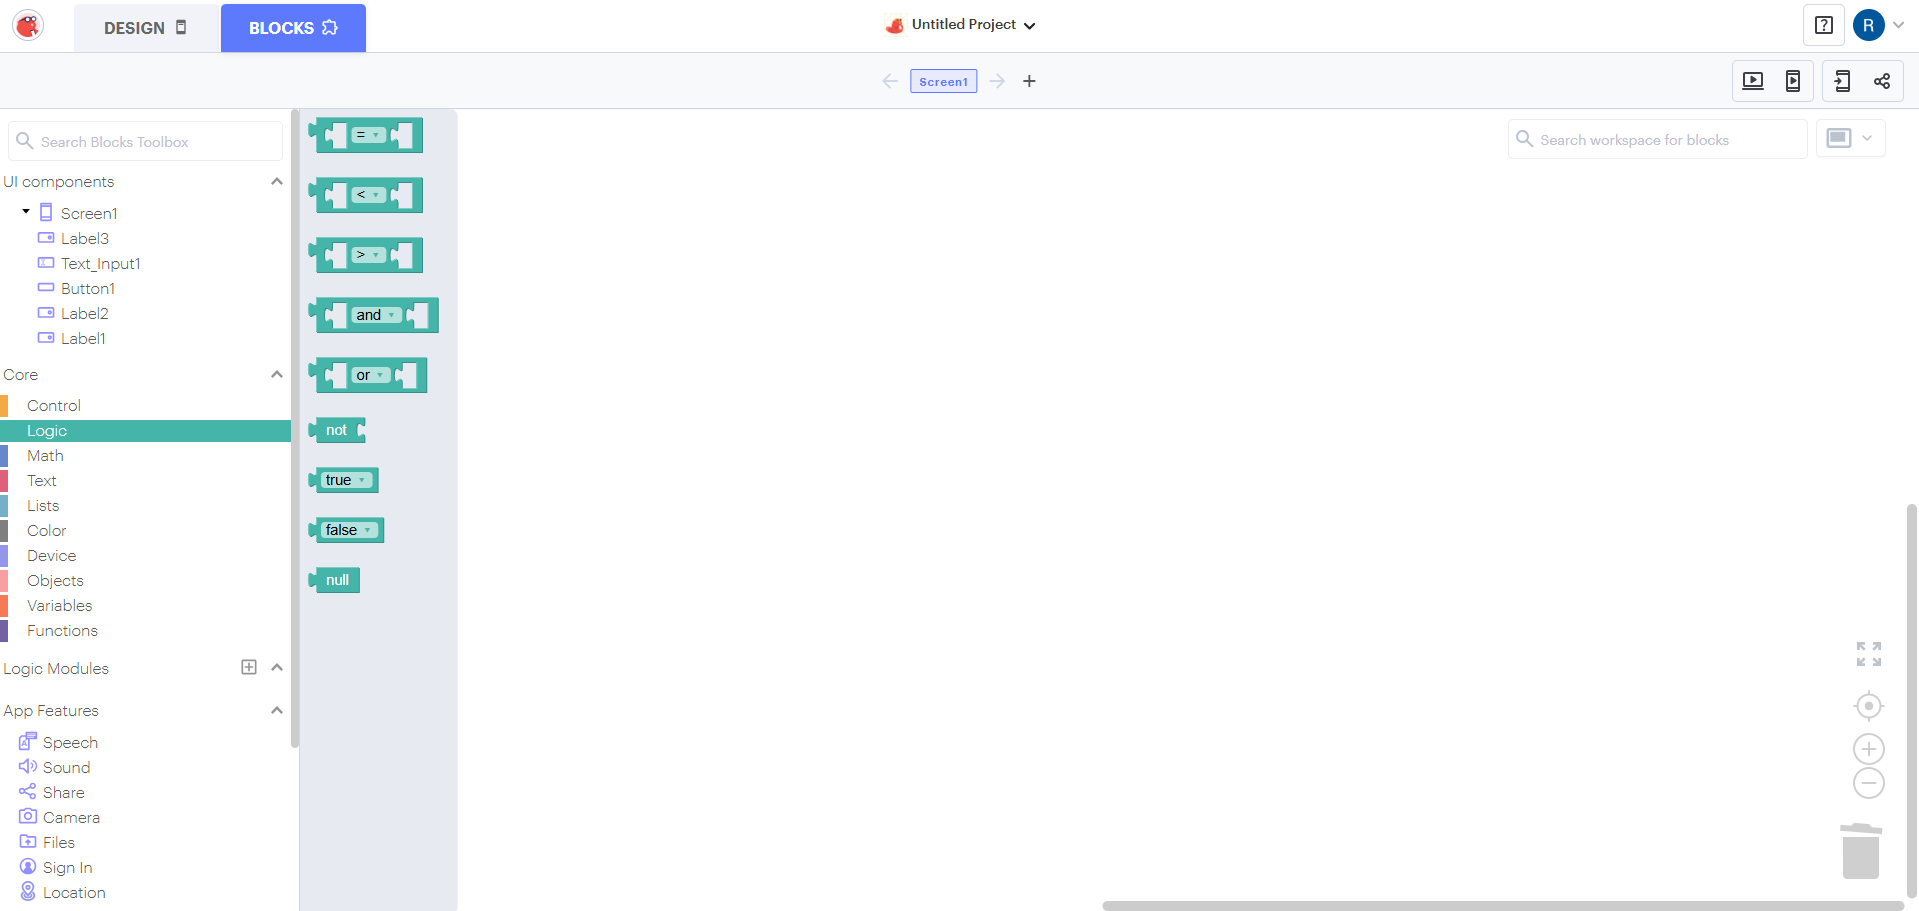 DESIGN
BLOCKS
Untitled Project
R
Screen1
Search Blocks Toolbox
UI components
Screen1
Label3
Text_Input1
Button1
Label2
Label1
Core
Control
Logic
Math
Text
Lists
Color
Device
Objects
Variables
Functions
Logic Modules
App Features
Speech
Sound
Share
Camera
Files
Sign In
Location
=
<
>
and
or
not
true
false
null
Search workspace for blocks